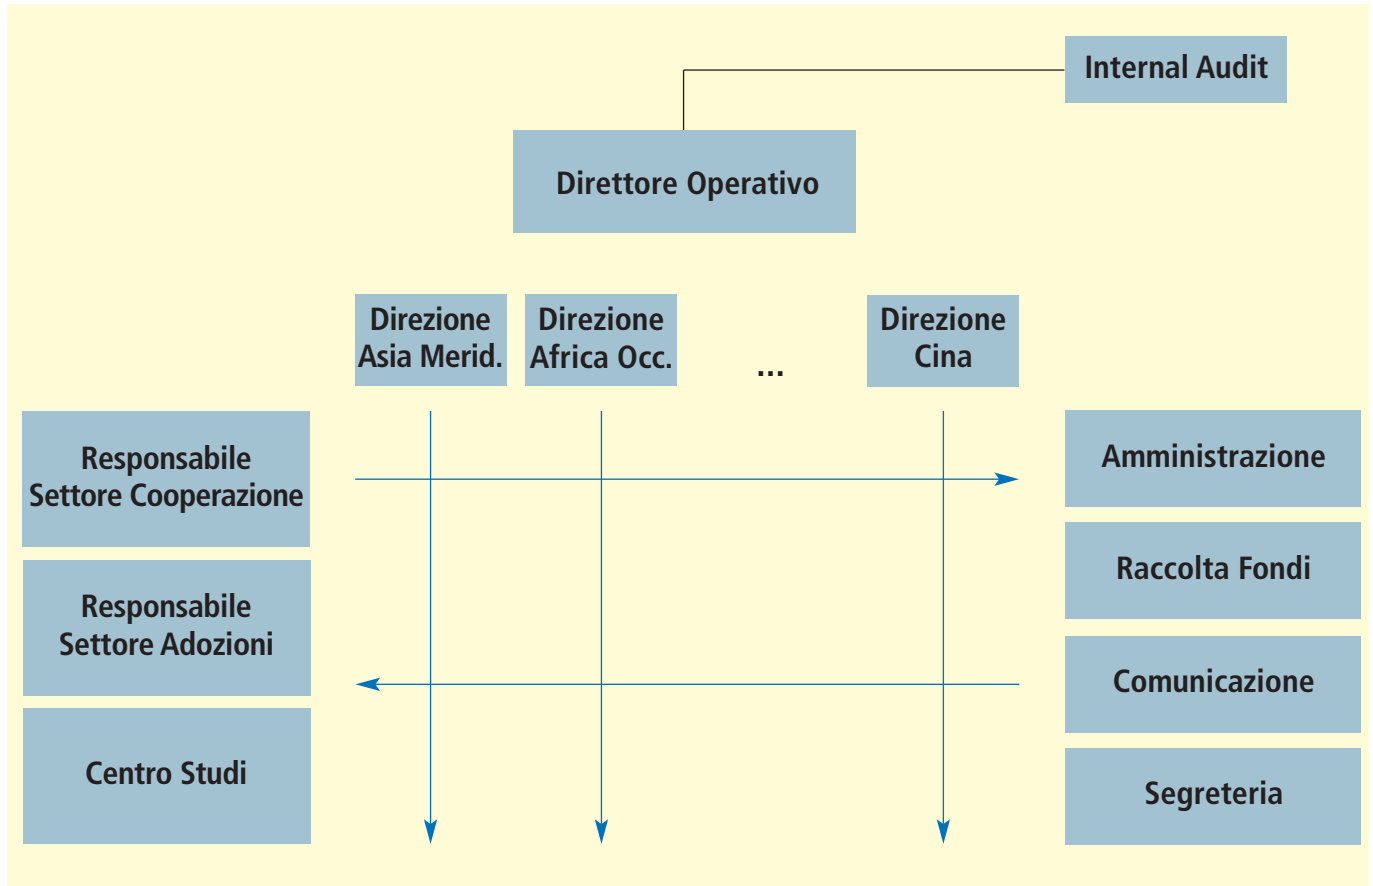 Internal Audit
Direttore Operativo
Direzione
Asia Merid.
Direzione
Africa Occ.
...
Direzione
Cina
Responsabile
Settore Cooperazione
Responsabile
Settore Adozioni
Centro Studi
Amministrazione
Raccolta Fondi
Comunicazione
Segreteria